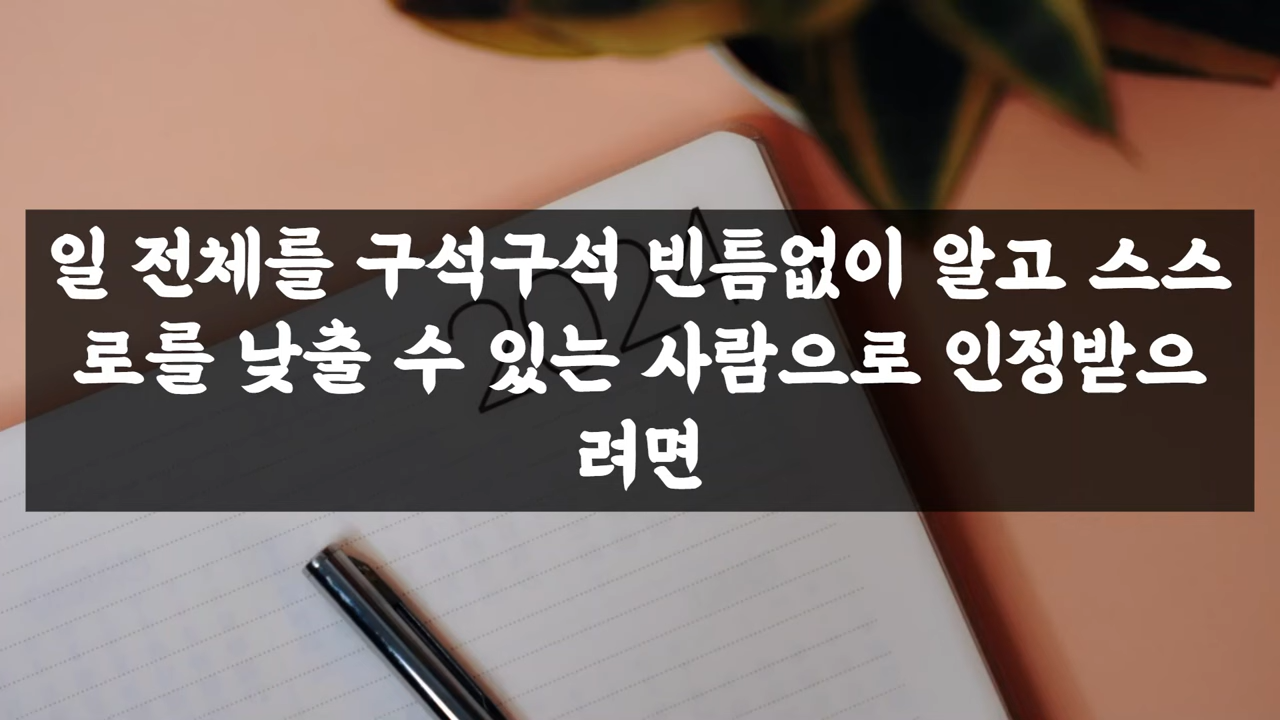 일 전체를 구석구석 빈틈없이 알고 스스
로를 낮출 수 있는 사람으로 인정받으
려면
2024